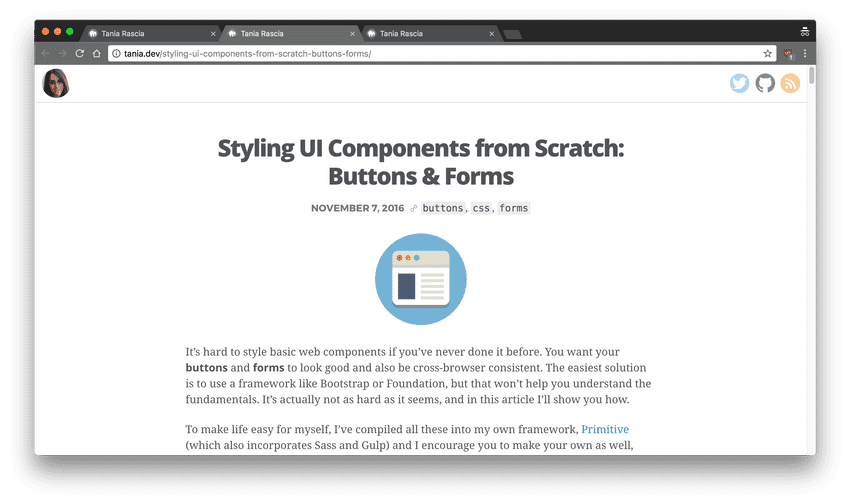 Tania Rascia
Tania Rascia
Tania Rascia
tania.dev/styling-ui-components-from-scratch-buttons-forms/
1
Styling UI Components from Scratch:
Buttons & Forms
NOVEMBER 7, 2016 buttons, css, forms
It’s hard to style basic web components if you’ve never done it before. You want your
buttons and forms to look good and also be cross-browser consistent. The easiest solution
is to use a framework like Bootstrap or Foundation, but that won’t help you understand the
fundamentals. It’s actually not as hard as it seems, and in this article I’ll show you how.
To make life easy for myself, I’ve compiled all these into my own framework, Primitive
(which also incorporates Sass and Gulp) and I encourage you to make your own as well,